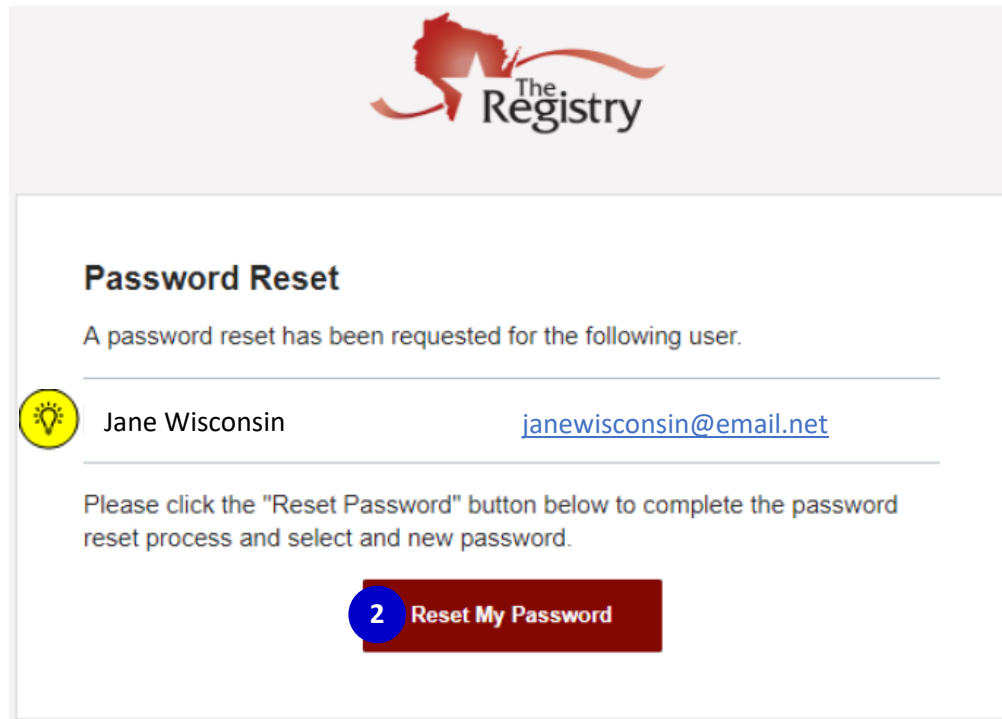 The
Registry
Password Reset
A password reset has been requested for the following user.
Jane Wisconsin janewisconsin@email.net
Please click the "Reset Password" button below to complete the password
reset process and select and new password.
2 Reset My Password